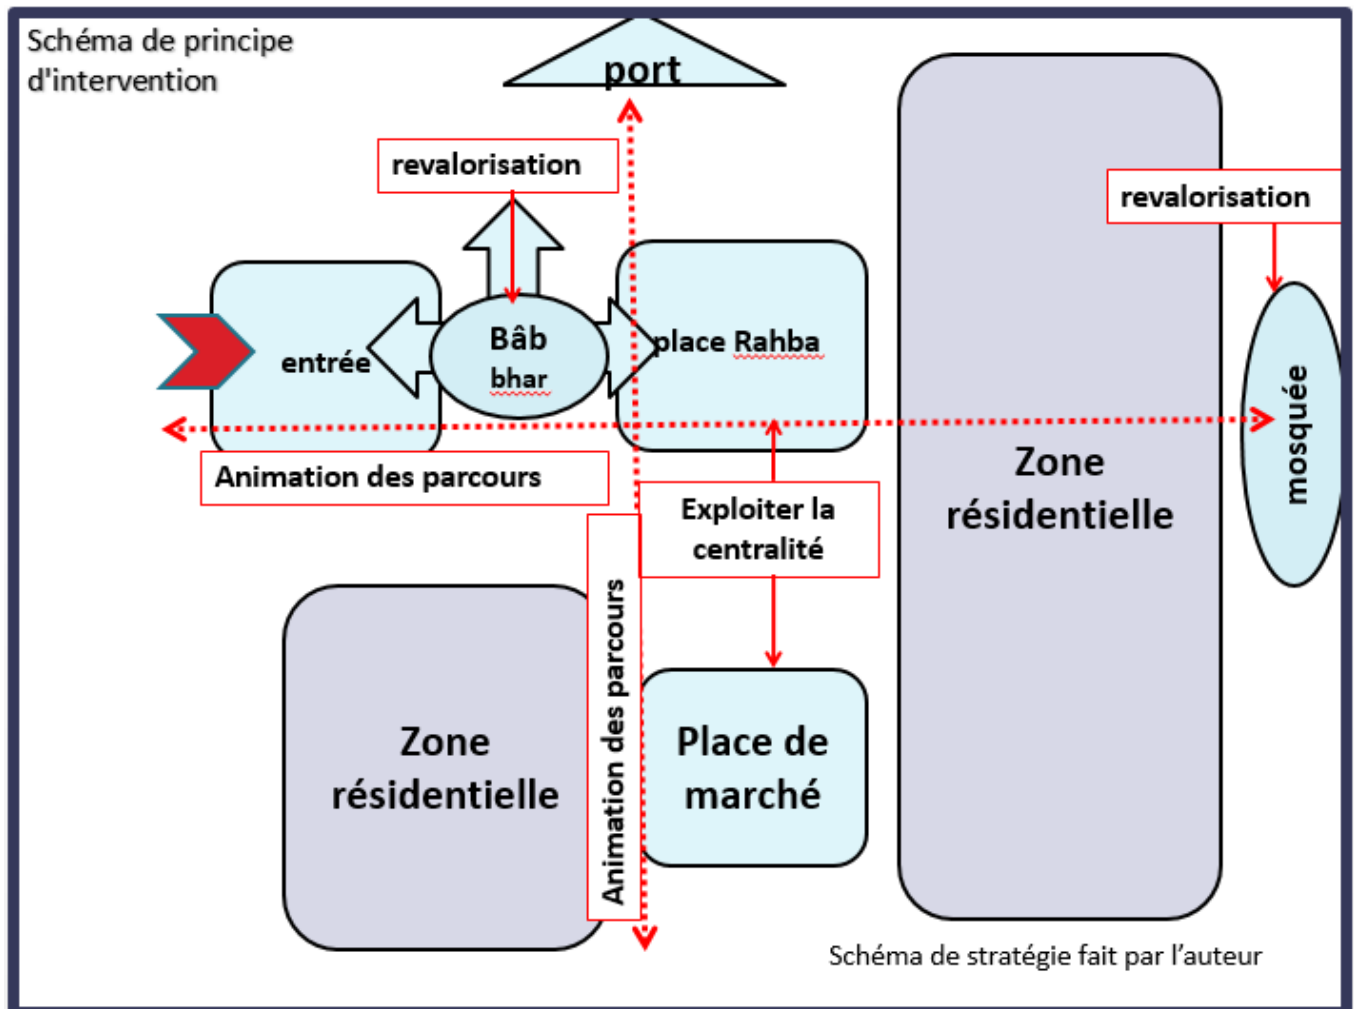 Schéma de principe
d'intervention
port
revalorisation
revalorisation
entrée
Bâb
bhar
place Rahba
mosquée
Animation des parcours
Exploiter la
centralité
Zone
résidentielle
Animation des parcours
Zone
résidentielle
Place de
marché
Schéma de stratégie fait par l’auteur